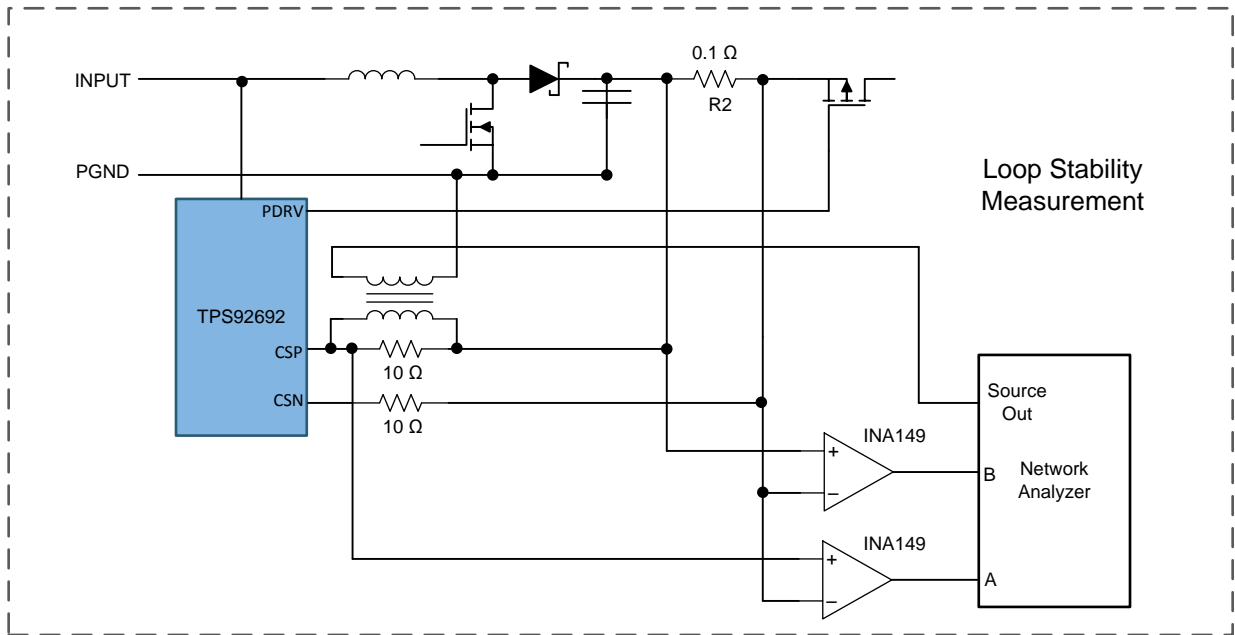 0.1 Ω
INPUT
R2
PGND
Loop Stability
Measurement
PDRV
TPS92692
CSP
10 Ω
CSN
10 Ω
Source
Out
INA149
+
−
B
Network
Analyzer
INA149
+
−
A